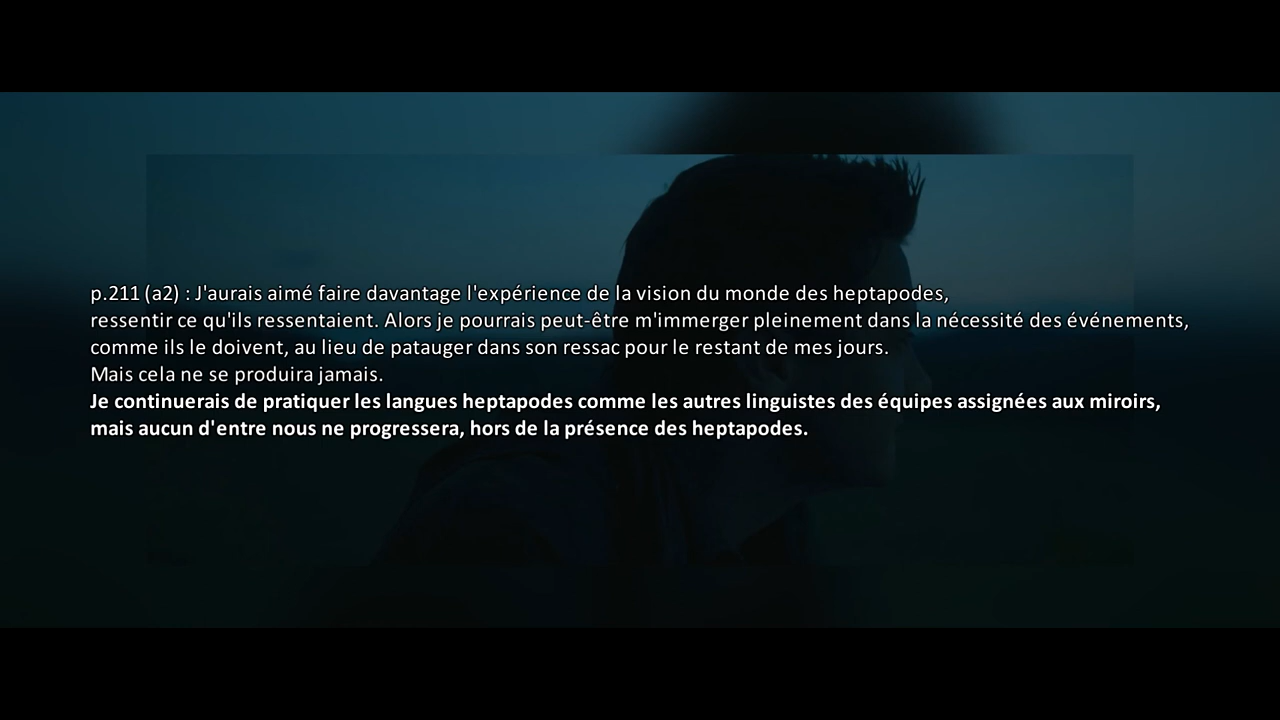 p.211 (a2) : J'aurais aimé faire davantage l'expérience de la vision du monde des heptapodes,
ressentir ce qu'ils ressentaient. Alors je pourrais peut-être m'immerger pleinement dans la nécessité des événements,
comme ils le doivent, au lieu de patauger dans son ressac pour le restant de mes jours.
Mais cela ne se produira jamais.
Je continuerais de pratiquer les langues heptapodes comme les autres linguistes des équipes assignées aux miroirs,
mais aucun d'entre nous ne progressera, hors de la présence des heptapodes.